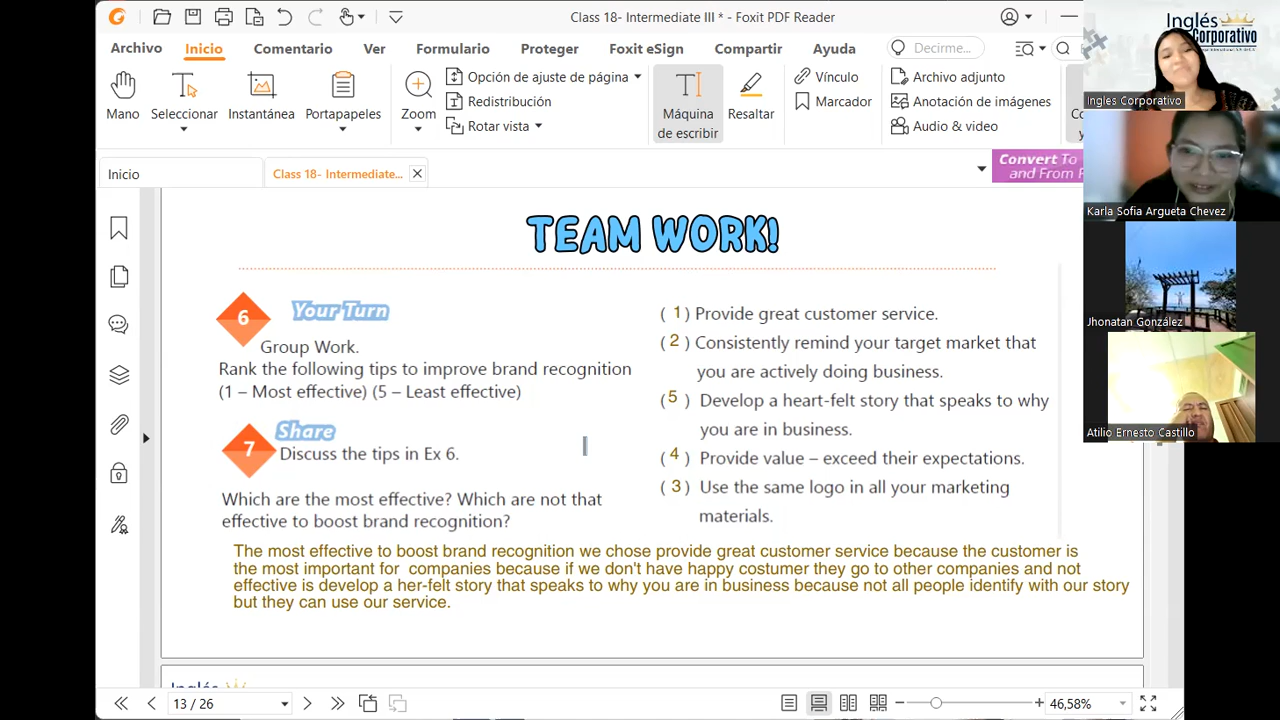 Class 18- Intermediate III * - Foxit PDF Reader
Archivo Inicio Comentario Ver Formulario Proteger Foxit eSign Compartir Ayuda Decirme...
Mano
Seleccionar
Instantánea
Portapapeles
Zoom
Opción de ajuste de página
Redistribución
Rotar vista
Máquina de escribir
Resaltar
Vínculo
Marcador
Archivo adjunto
Anotación de imágenes
Audio & video
Inicio
Class 18- Intermediate...
Convert To
and From
TEAM WORK!
6 Your Turn
Group Work.
Rank the following tips to improve brand recognition
(1 – Most effective) (5 – Least effective)
7 Share
Discuss the tips in Ex 6.
Which are the most effective? Which are not that
effective to boost brand recognition?
( 1 ) Provide great customer service.
( 2 ) Consistently remind your target market that
you are actively doing business.
( 5 ) Develop a heart-felt story that speaks to why
you are in business.
( 4 ) Provide value – exceed their expectations.
( 3 ) Use the same logo in all your marketing
materials.
The most effective to boost brand recognition we chose provide great customer service because the customer is
the most important for companies because if we don't have happy costumer they go to other companies and not
effective is develop a her-felt story that speaks to why you are in business because not all people identify with our story
but they can use our service.
Inglés
13 / 26
46,58%
Inglés
Corporativo
Ingles Corporativo
Karla Sofia Argueta Chevez
Jhonatan González
Atilio Ernesto Castillo